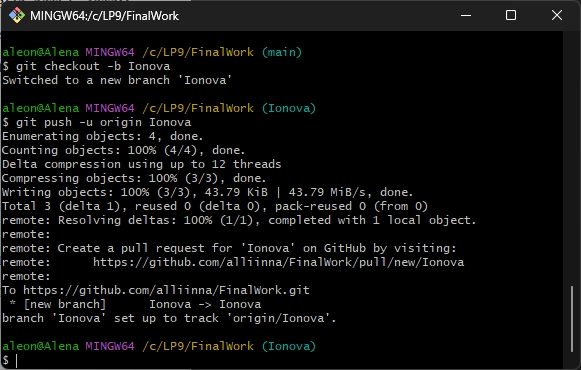 MINGW64:/c/LP9/FinalWork
aleon@Alena MINGW64 /c/LP9/FinalWork (main)
$ git checkout -b Ionova
Switched to a new branch 'Ionova'
aleon@Alena MINGW64 /c/LP9/FinalWork (Ionova)
$ git push -u origin Ionova
Enumerating objects: 4, done.
Counting objects: 100% (4/4), done.
Delta compression using up to 12 threads
Compressing objects: 100% (3/3), done.
Writing objects: 100% (3/3), 43.79 KiB | 43.79 MiB/s, done.
Total 3 (delta 1), reused 0 (delta 0), pack-reused 0 (from 0)
remote: Resolving deltas: 100% (1/1), completed with 1 local object.
remote:
remote: Create a pull request for 'Ionova' on GitHub by visiting:
remote:      https://github.com/alliinna/FinalWork/pull/new/Ionova
remote:
To https://github.com/alliinna/FinalWork.git
 * [new branch]      Ionova -> Ionova
branch 'Ionova' set up to track 'origin/Ionova'.
aleon@Alena MINGW64 /c/LP9/FinalWork (Ionova)
$